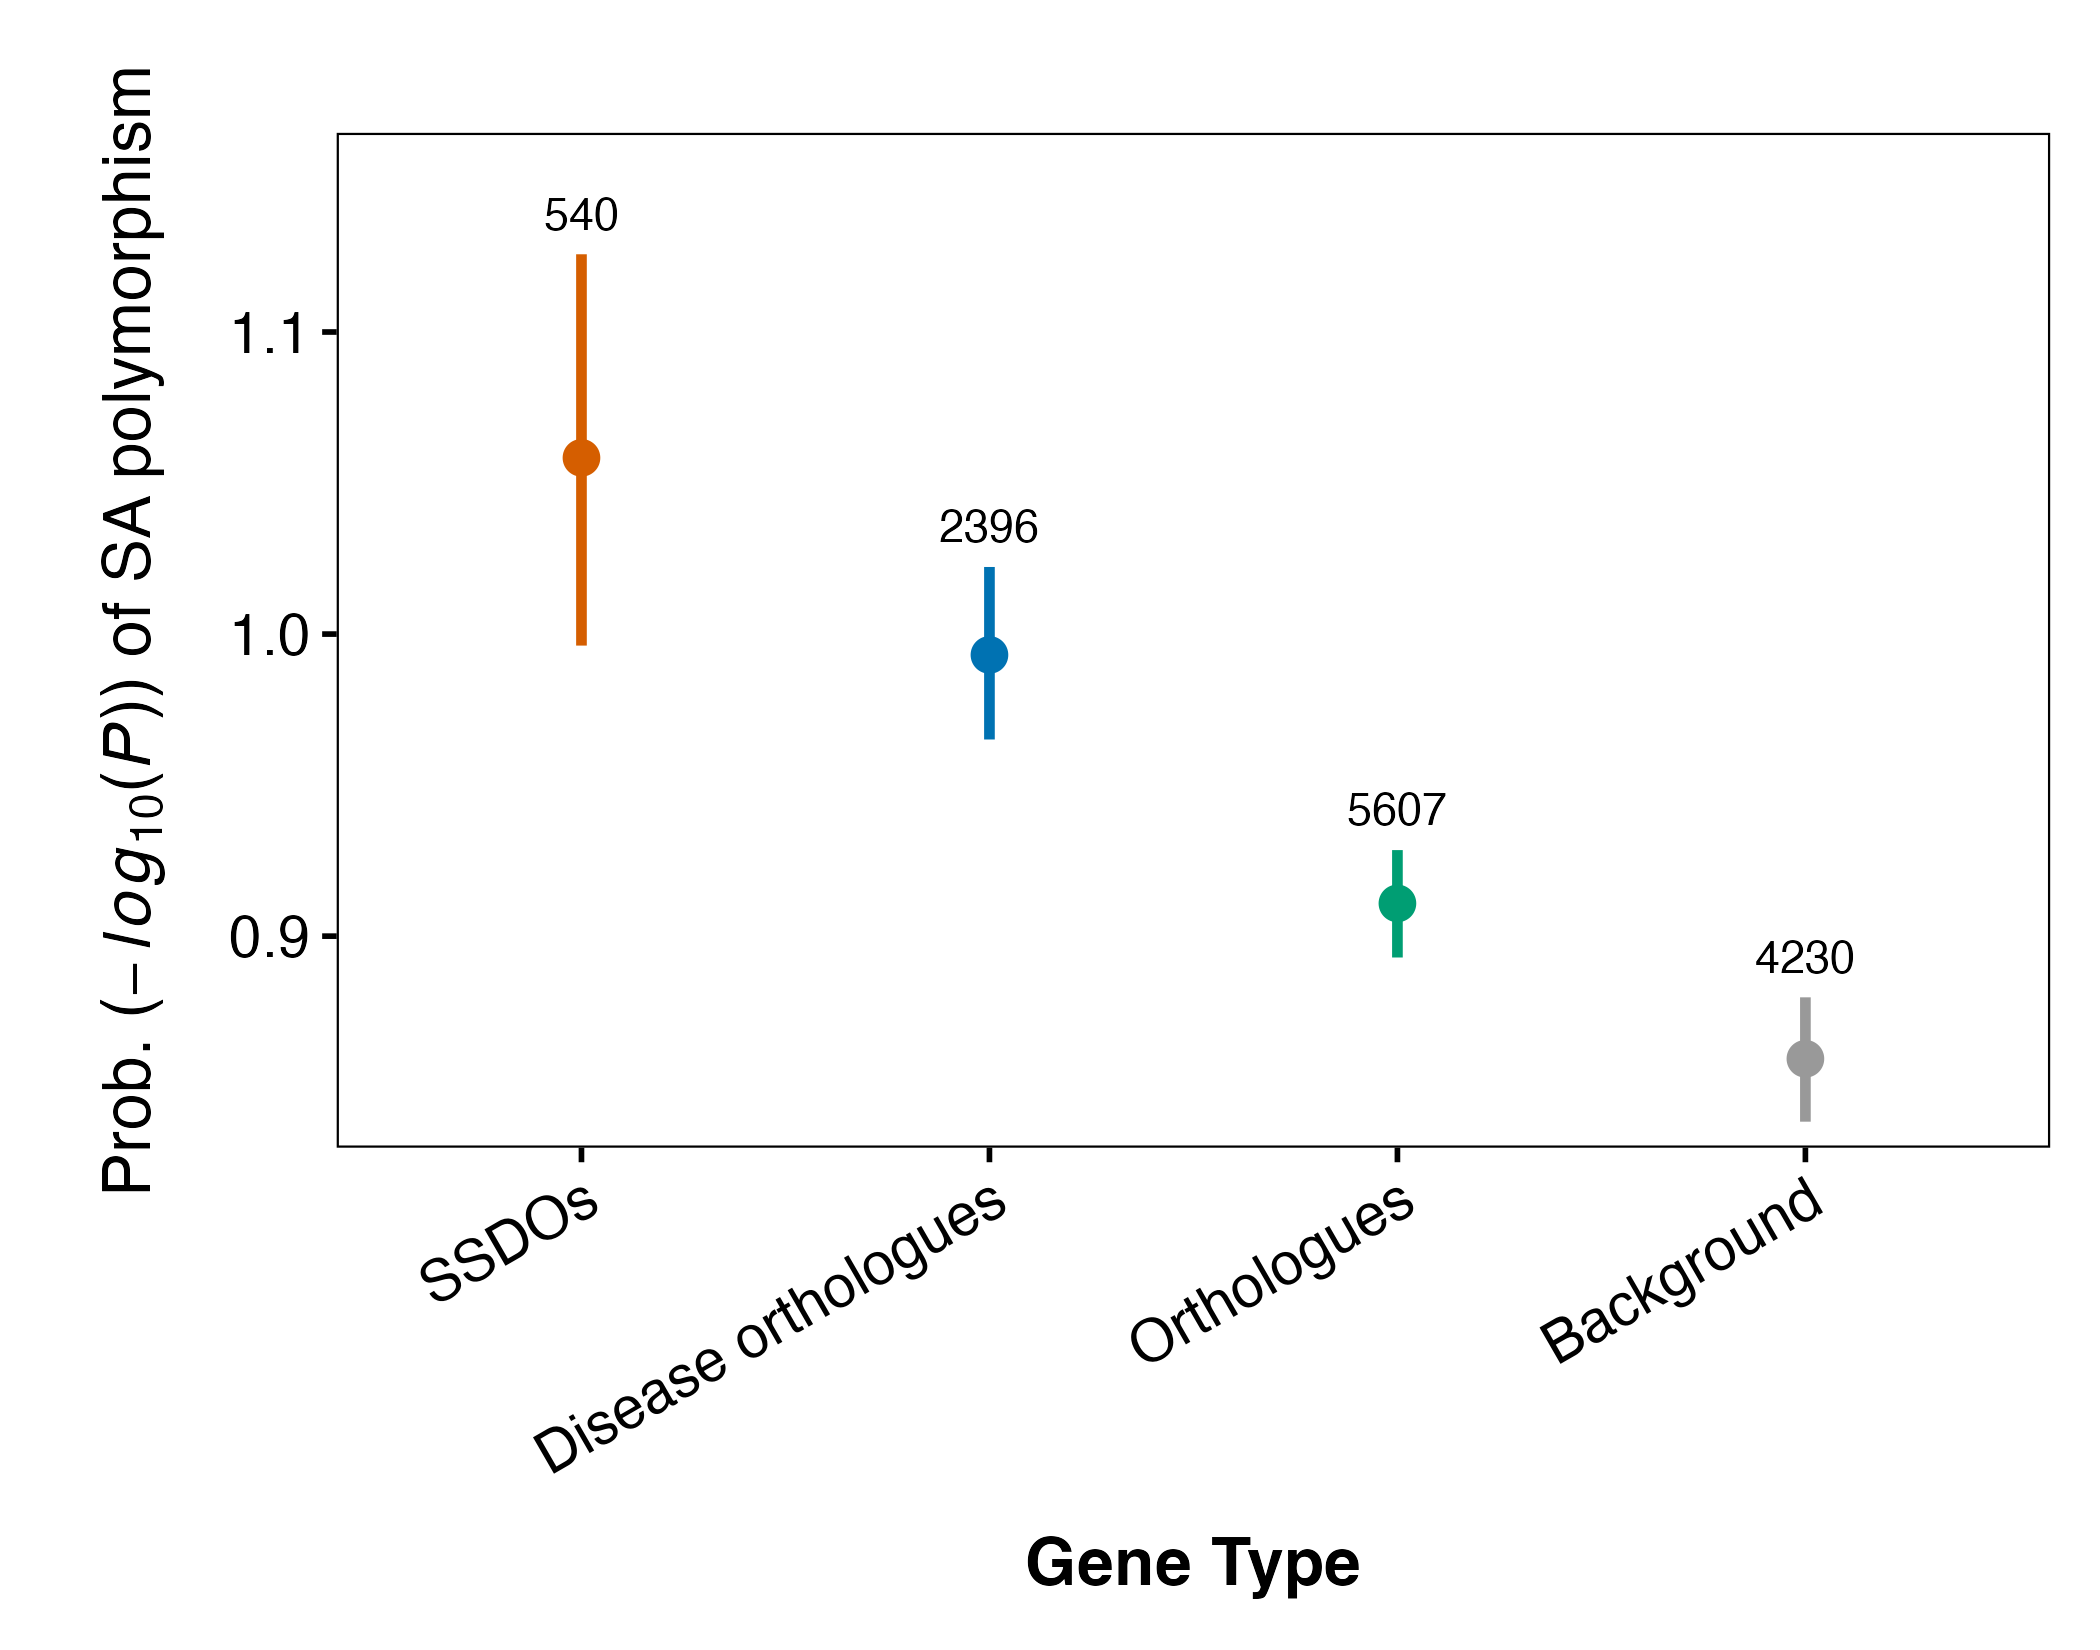 Prob. (− log10(P)) of SA polymorphism
1.1
1.0
0.9
540
2396
5607
4230
SSDOs
Disease orthologues
Orthologues
Background
Gene Type